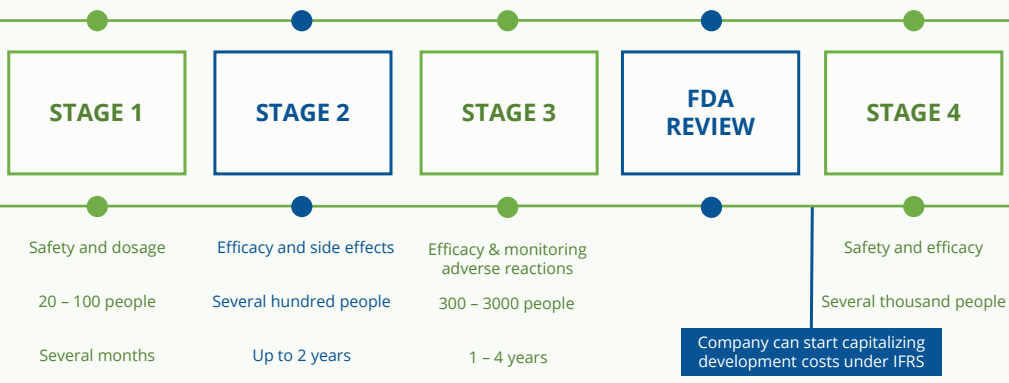 STAGE 1
STAGE 2
STAGE 3
FDA
REVIEW
STAGE 4
Safety and dosage
20 – 100 people
Several months
Efficacy and side effects
Several hundred people
Up to 2 years
Efficacy & monitoring
adverse reactions
300 – 3000 people
1 – 4 years
Safety and efficacy
Several thousand people
Company can start capitalizing
development costs under IFRS